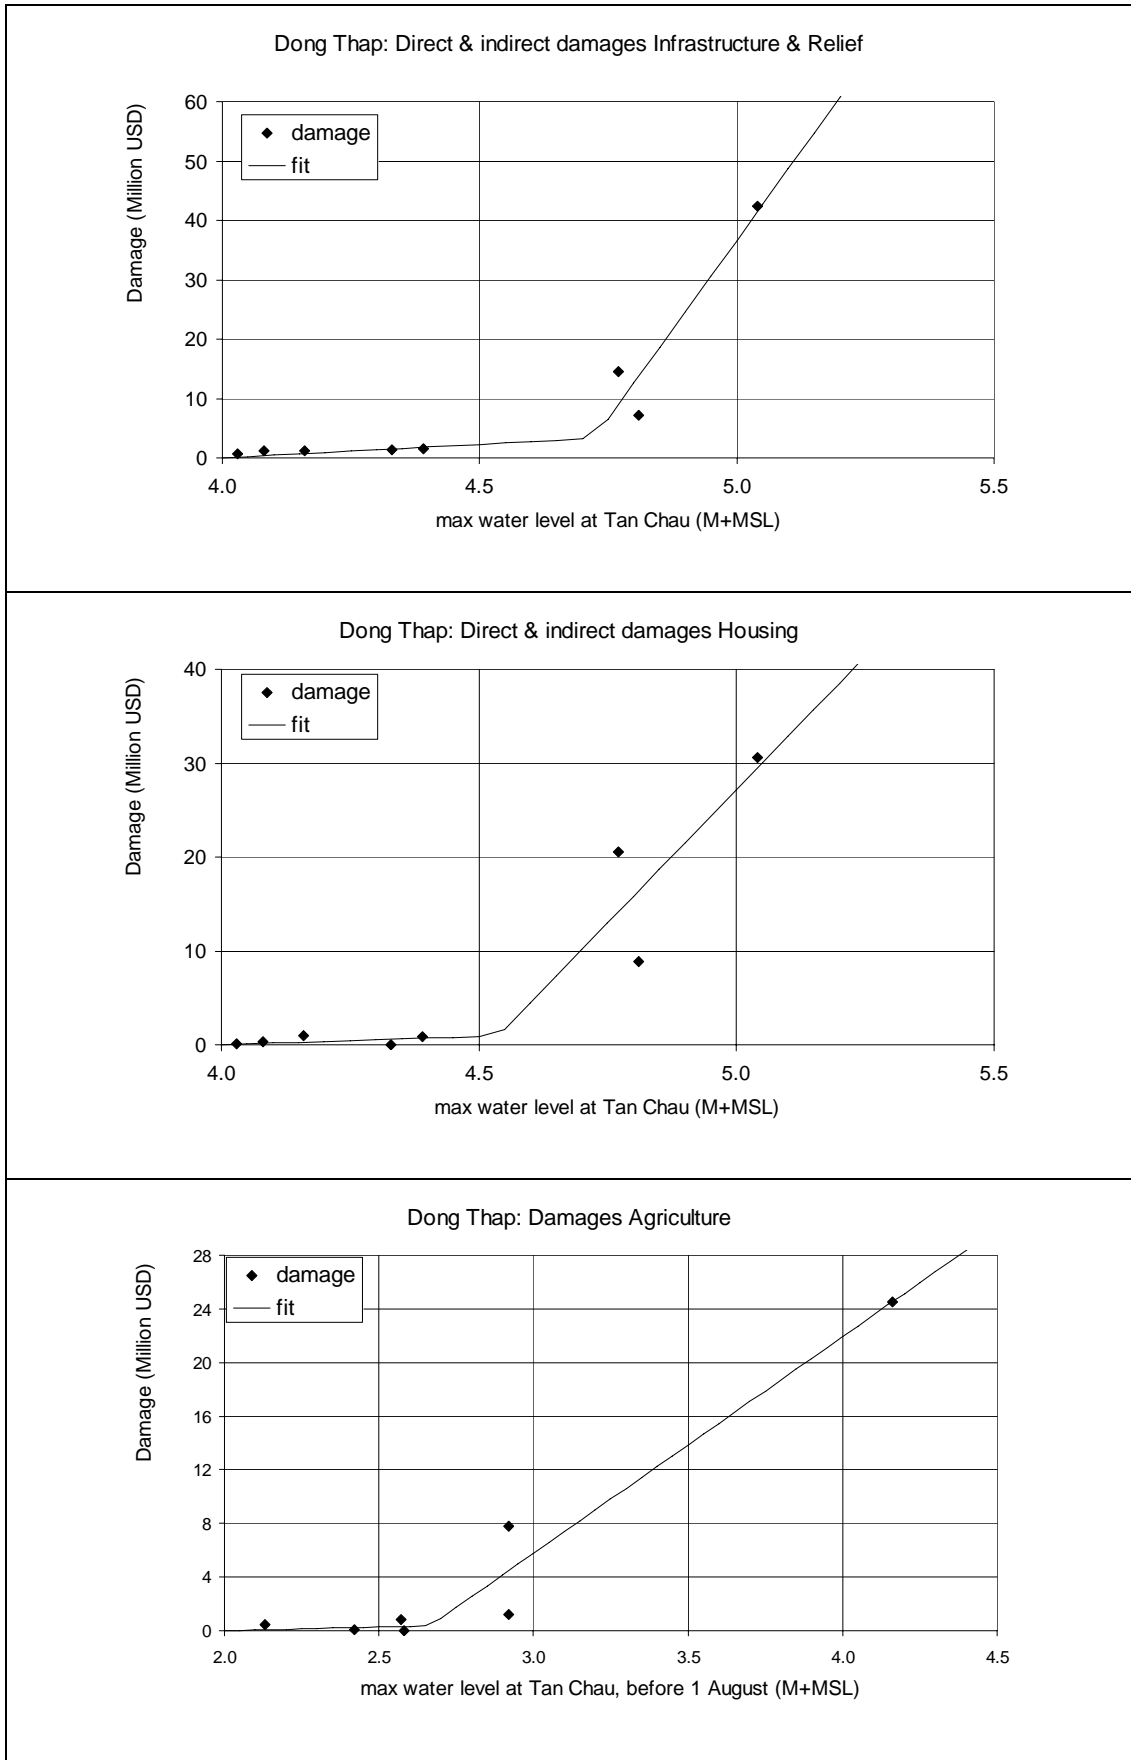 Dong Thap: Direct & indirect damages Infrastructure & Relief
Damage (Million USD)
60
50
40
30
20
10
0
damage
fit
4.0 4.5 5.0 5.5
max water level at Tan Chau (M+MSL)
Dong Thap: Direct & indirect damages Housing
Damage (Million USD)
40
30
20
10
0
damage
fit
4.0 4.5 5.0 5.5
max water level at Tan Chau (M+MSL)
Dong Thap: Damages Agriculture
Damage (Million USD)
28
24
20
16
12
8
4
0
damage
fit
2.0 2.5 3.0 3.5 4.0 4.5
max water level at Tan Chau, before 1 August (M+MSL)